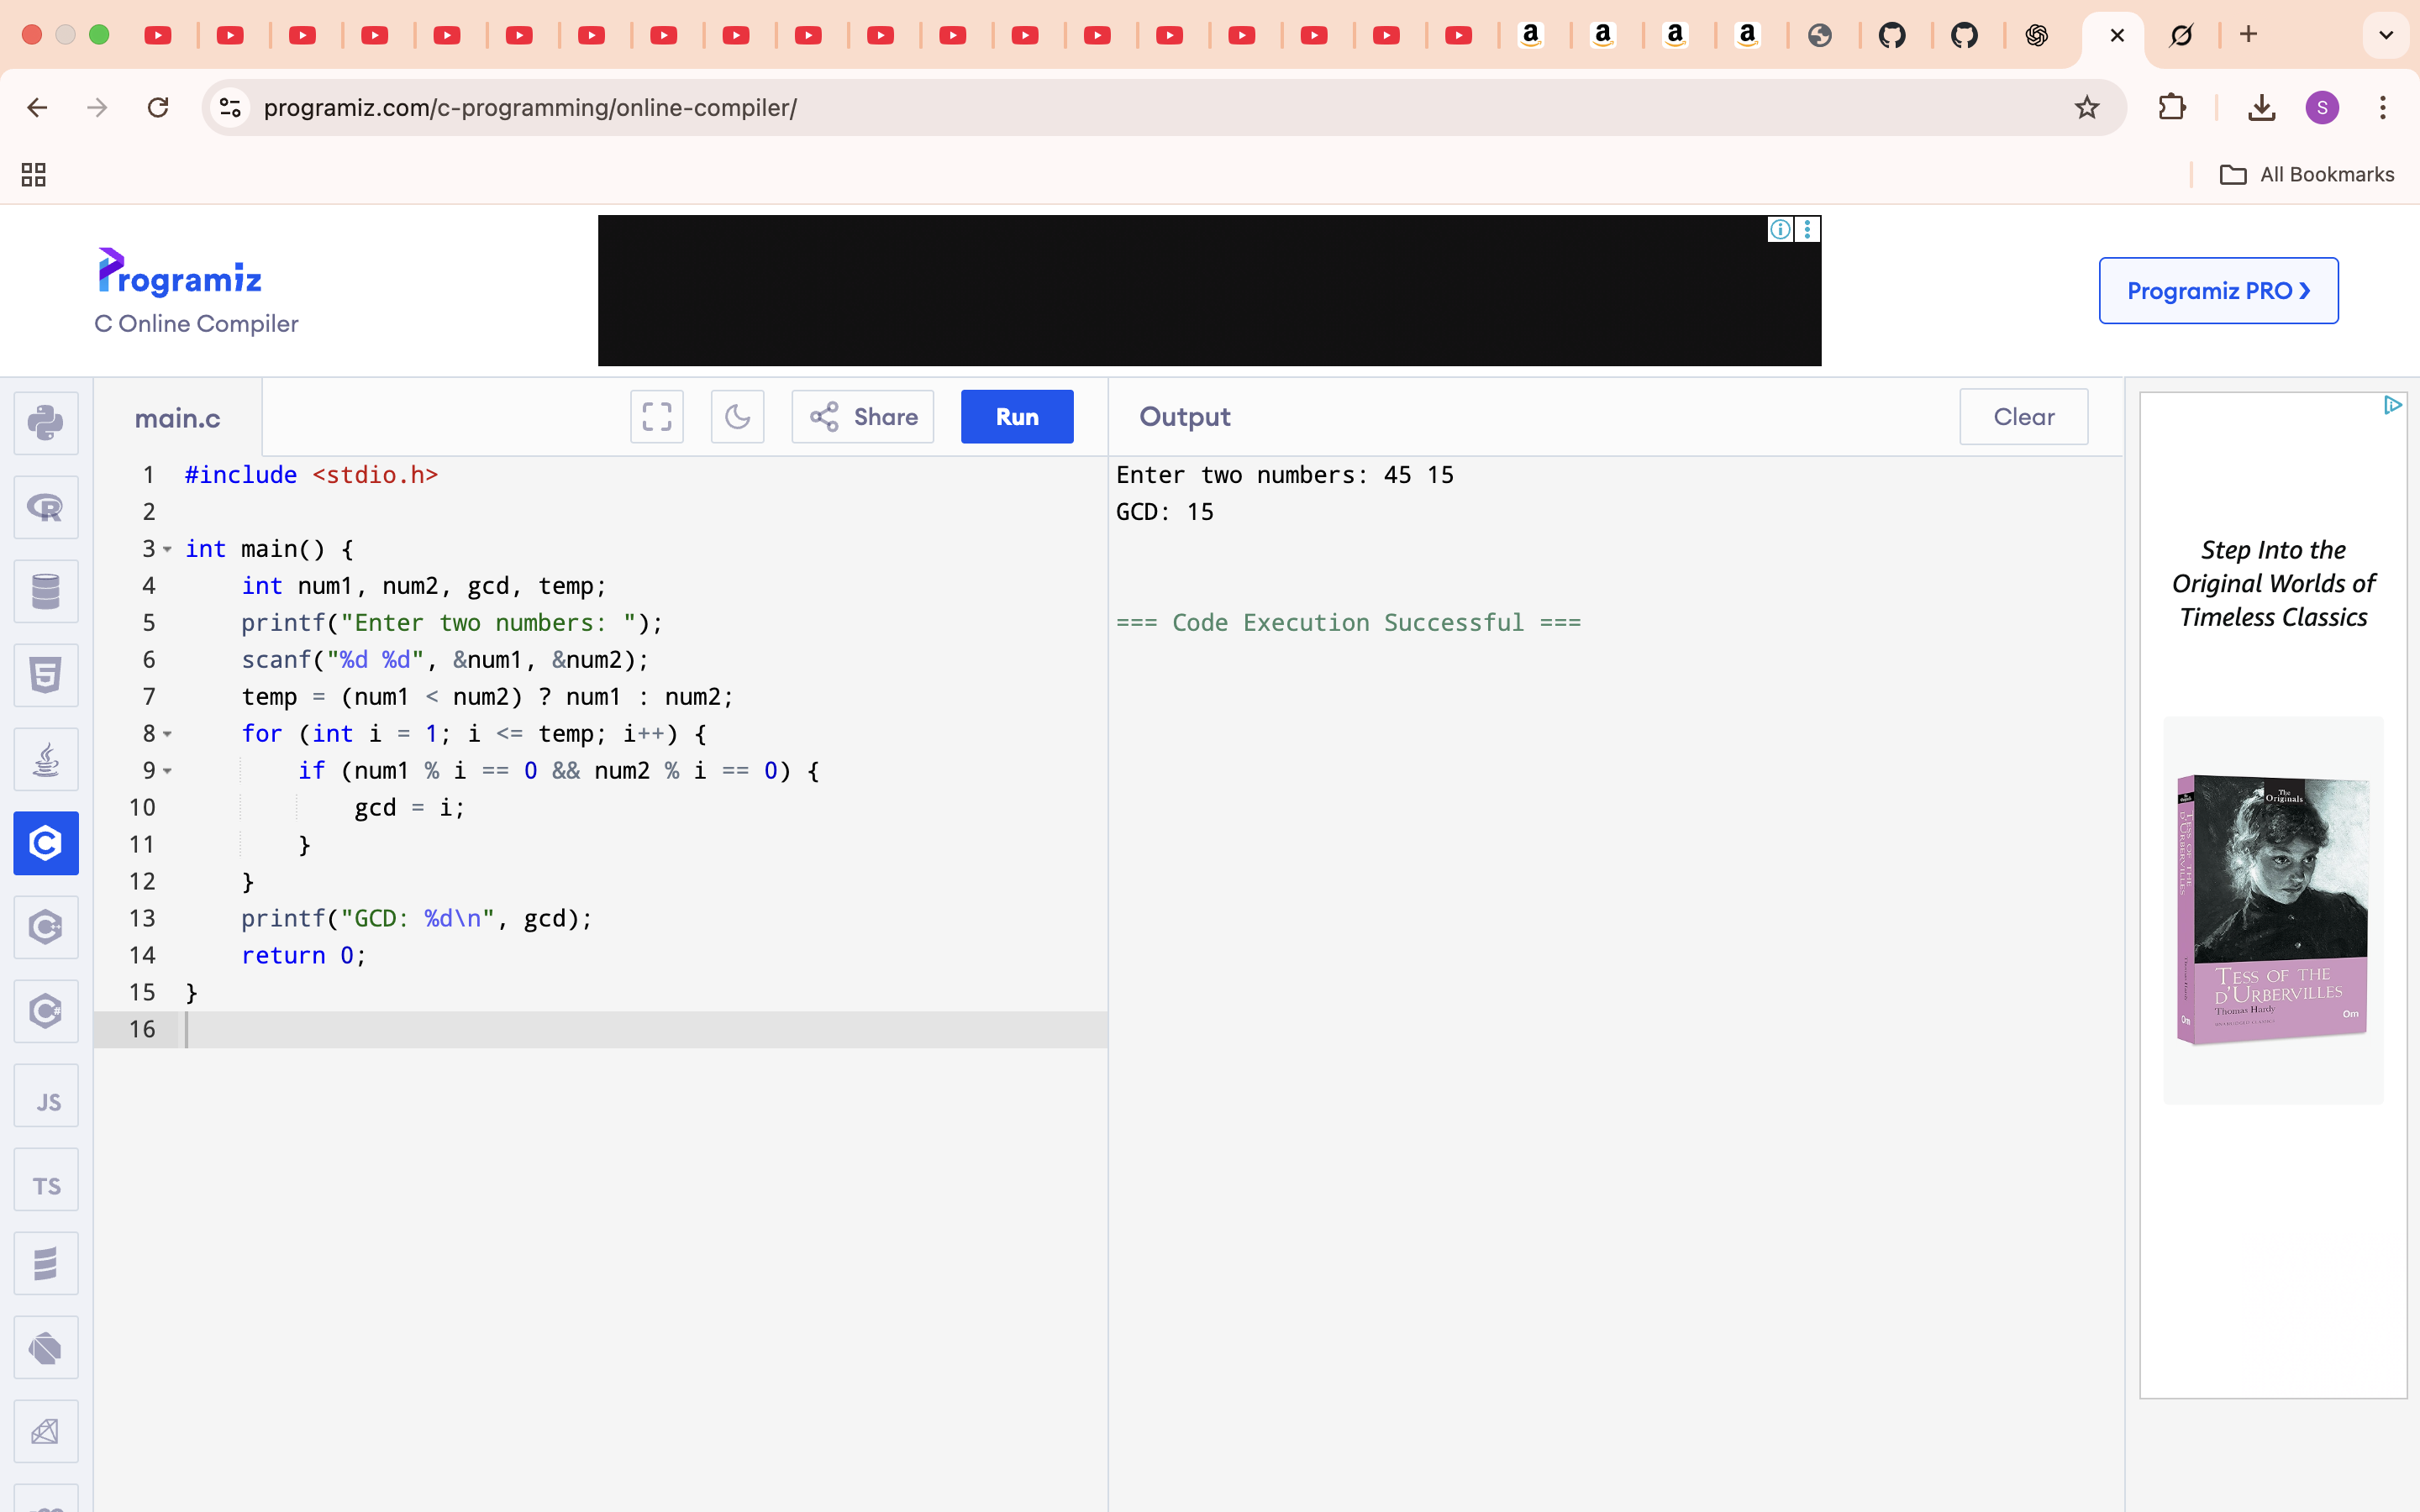 programiz.com/c-programming/online-compiler/
S
All Bookmarks
Programiz
C Online Compiler
Programiz PRO ❯
main.c
Share
Run
Output
Clear
1 #include <stdio.h>
2
3 int main() {
4 int num1, num2, gcd, temp;
5 printf("Enter two numbers: ");
6 scanf("%d %d", &num1, &num2);
7 temp = (num1 < num2) ? num1 : num2;
8 for (int i = 1; i <= temp; i++) {
9 if (num1 % i == 0 && num2 % i == 0) {
10 gcd = i;
11 }
12 }
13 printf("GCD: %d\n", gcd);
14 return 0;
15 }
16
Enter two numbers: 45 15
GCD: 15
=== Code Execution Successful ===
JS
TS
Step Into the
Original Worlds of
Timeless Classics
The
Originals
TESS OF THE
D'URBERVILLES
TESS OF THE
D'URBERVILLES
Thomas Hardy
Om
Om